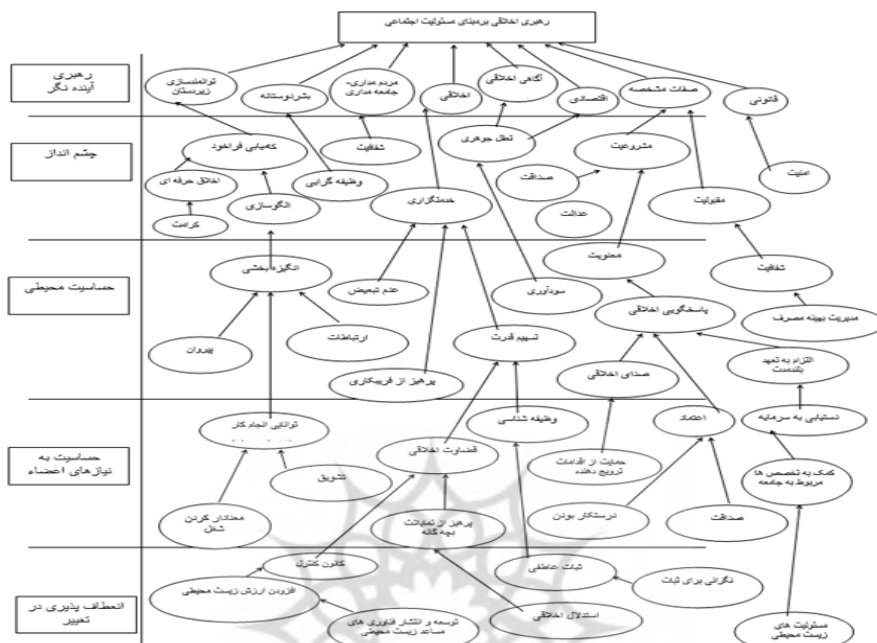 رهبری اخلاقی برمبنای مسئولیت اجتماعی
رهبری
آینده نگر
توانمندسازی
زیردستان
بشردوستانه
مردم مداری-
جامعه مداری
اخلاقی
آگاهی اخلاقی
اقتصادی
صفات مشخصه
قانونی
چشم انداز
کامیابی فراخود
شفافیت
تعقل جوهری
مشروعیت
امنیت
اخلاق حرفه ای
وظیفه گرایی
صداقت
کرامت
الگوسازی
خدمتگزاری
عدالت
مقبولیت
حساسیت محیطی
انگیزه بخشی
عدم تبعیض
سودآوری
معنویت
شفافیت
پاسخگویی اخلاقی
مدیریت بهینه مصرف
پیروان
ارتباطات
پرهیز از فریبکاری
تسهیم قدرت
صدای اخلاقی
التزام به تعهد
بلندمدت
حساسیت به
نیازهای اعضاء
توانایی انجام کار
وظیفه شناسی
اعتماد
دستیابی به سرمایه
قضاوت اخلاقی
تشویق
حمایت از اقدامات
ترویج دهنده
کمک به تخصص ها
مربوط به جامعه
معنادار کردن
شغل
پرهیز از تمایلات
بچه گانه
درستکار بودن
صداقت
انعطاف پذیری در
تغییر
کانون کنترل
ثبات عاطفی
نگرانی برای ثبات
افزودن ارزش زیست محیطی
توسعه و انتشار فناوری های
مساعد زیست محیطی
استدلال اخلاقی
مسئولیت های
زیست محیطی